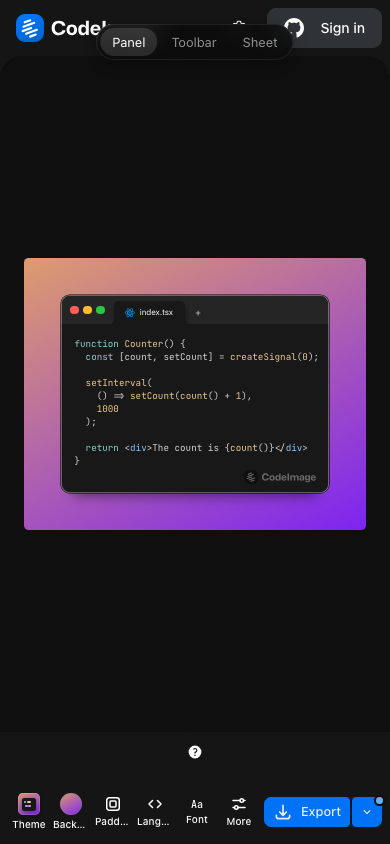 Sign in
Panel Toolbar Sheet
index.tsx +
function Counter() {
const [count, setCount] = createSignal(0);
setInterval(
() => setCount(count() + 1),
1000
);
return <div>The count is {count()}</div>
}
CodeImage
?
Theme Back... Padd... Lang... Font More Export
Aa